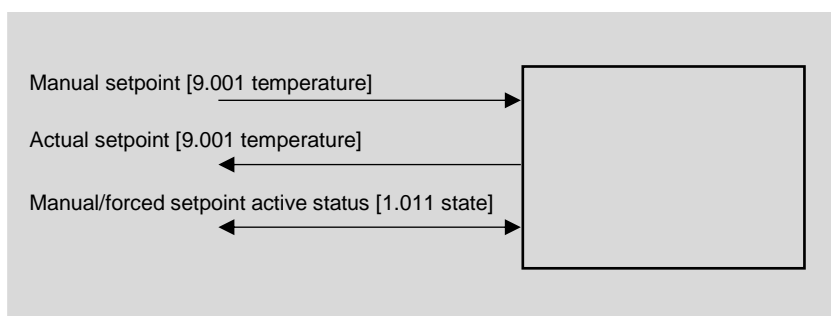 Manual setpoint [9.001 temperature]
Actual setpoint [9.001 temperature]
Manual/forced setpoint active status [1.011 state]